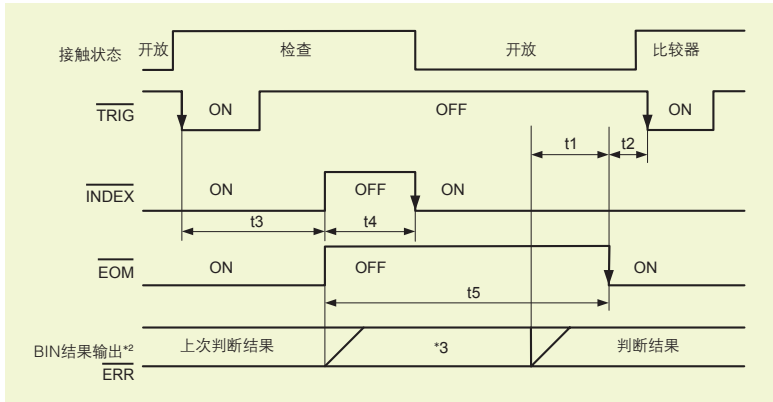 接触状态 开放 检查 开放 比较器
TRIG ON OFF ON
t1 t2
INDEX ON OFF ON
t3 t4
EOM ON OFF ON
t5
BIN结果输出*2 上次判断结果 *3 判断结果
ERR